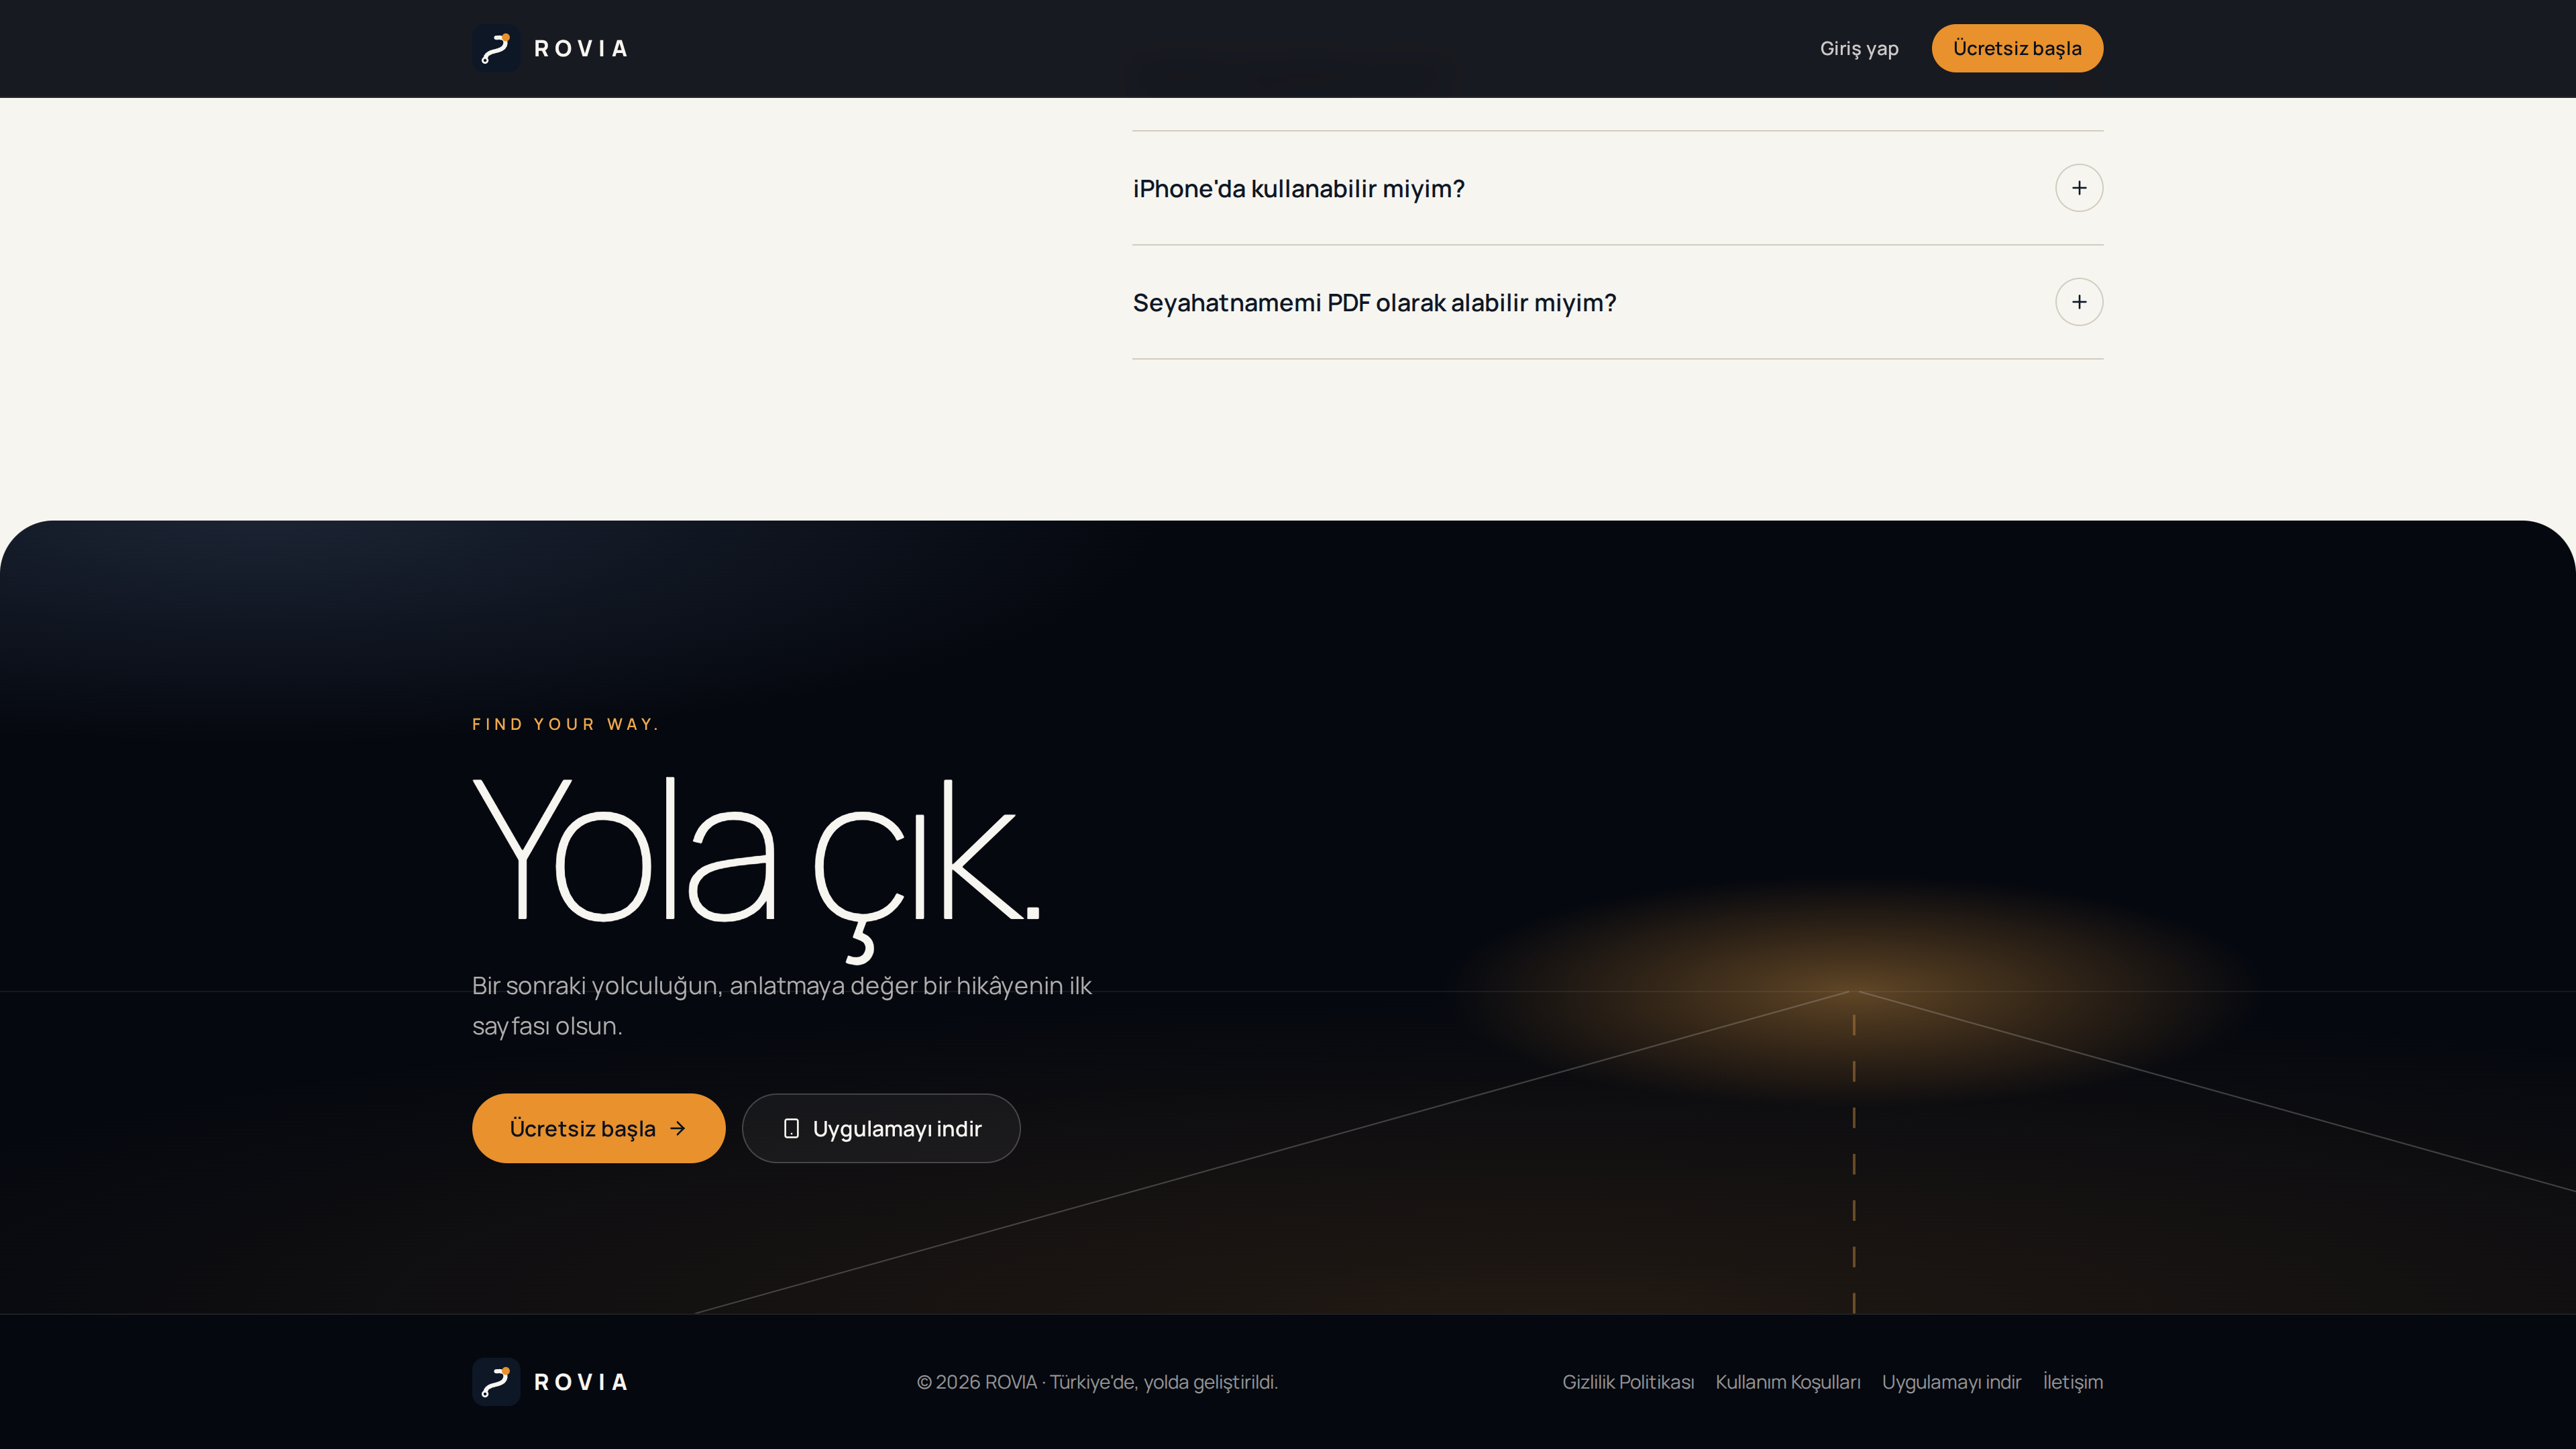 ROVIA
Giriş yap
Ücretsiz başla
iPhone'da kullanabilir miyim?
Seyahatnamemi PDF olarak alabilir miyim?
FIND YOUR WAY.
Yola çık.
Bir sonraki yolculuğun, anlatmaya değer bir hikâyenin ilk
sayfası olsun.
Ücretsiz başla
Uygulamayı indir
ROVIA
© 2026 ROVIA · Türkiye'de, yolda geliştirildi.
Gizlilik Politikası
Kullanım Koşulları
Uygulamayı indir
İletişim